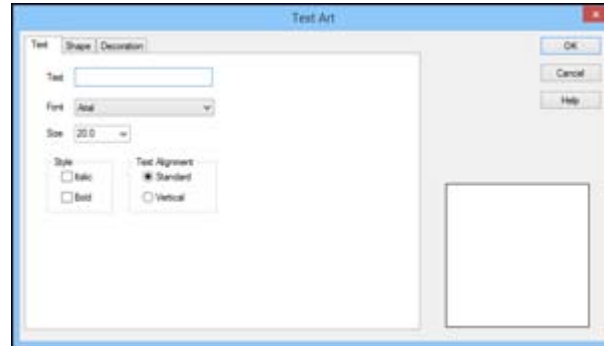 Text Art
Text Shape Decoration
OK
Text
Cancel
Font Arial
Help
Size 20.0
Style Text Alignment
Italic Standard
Bold Vertical